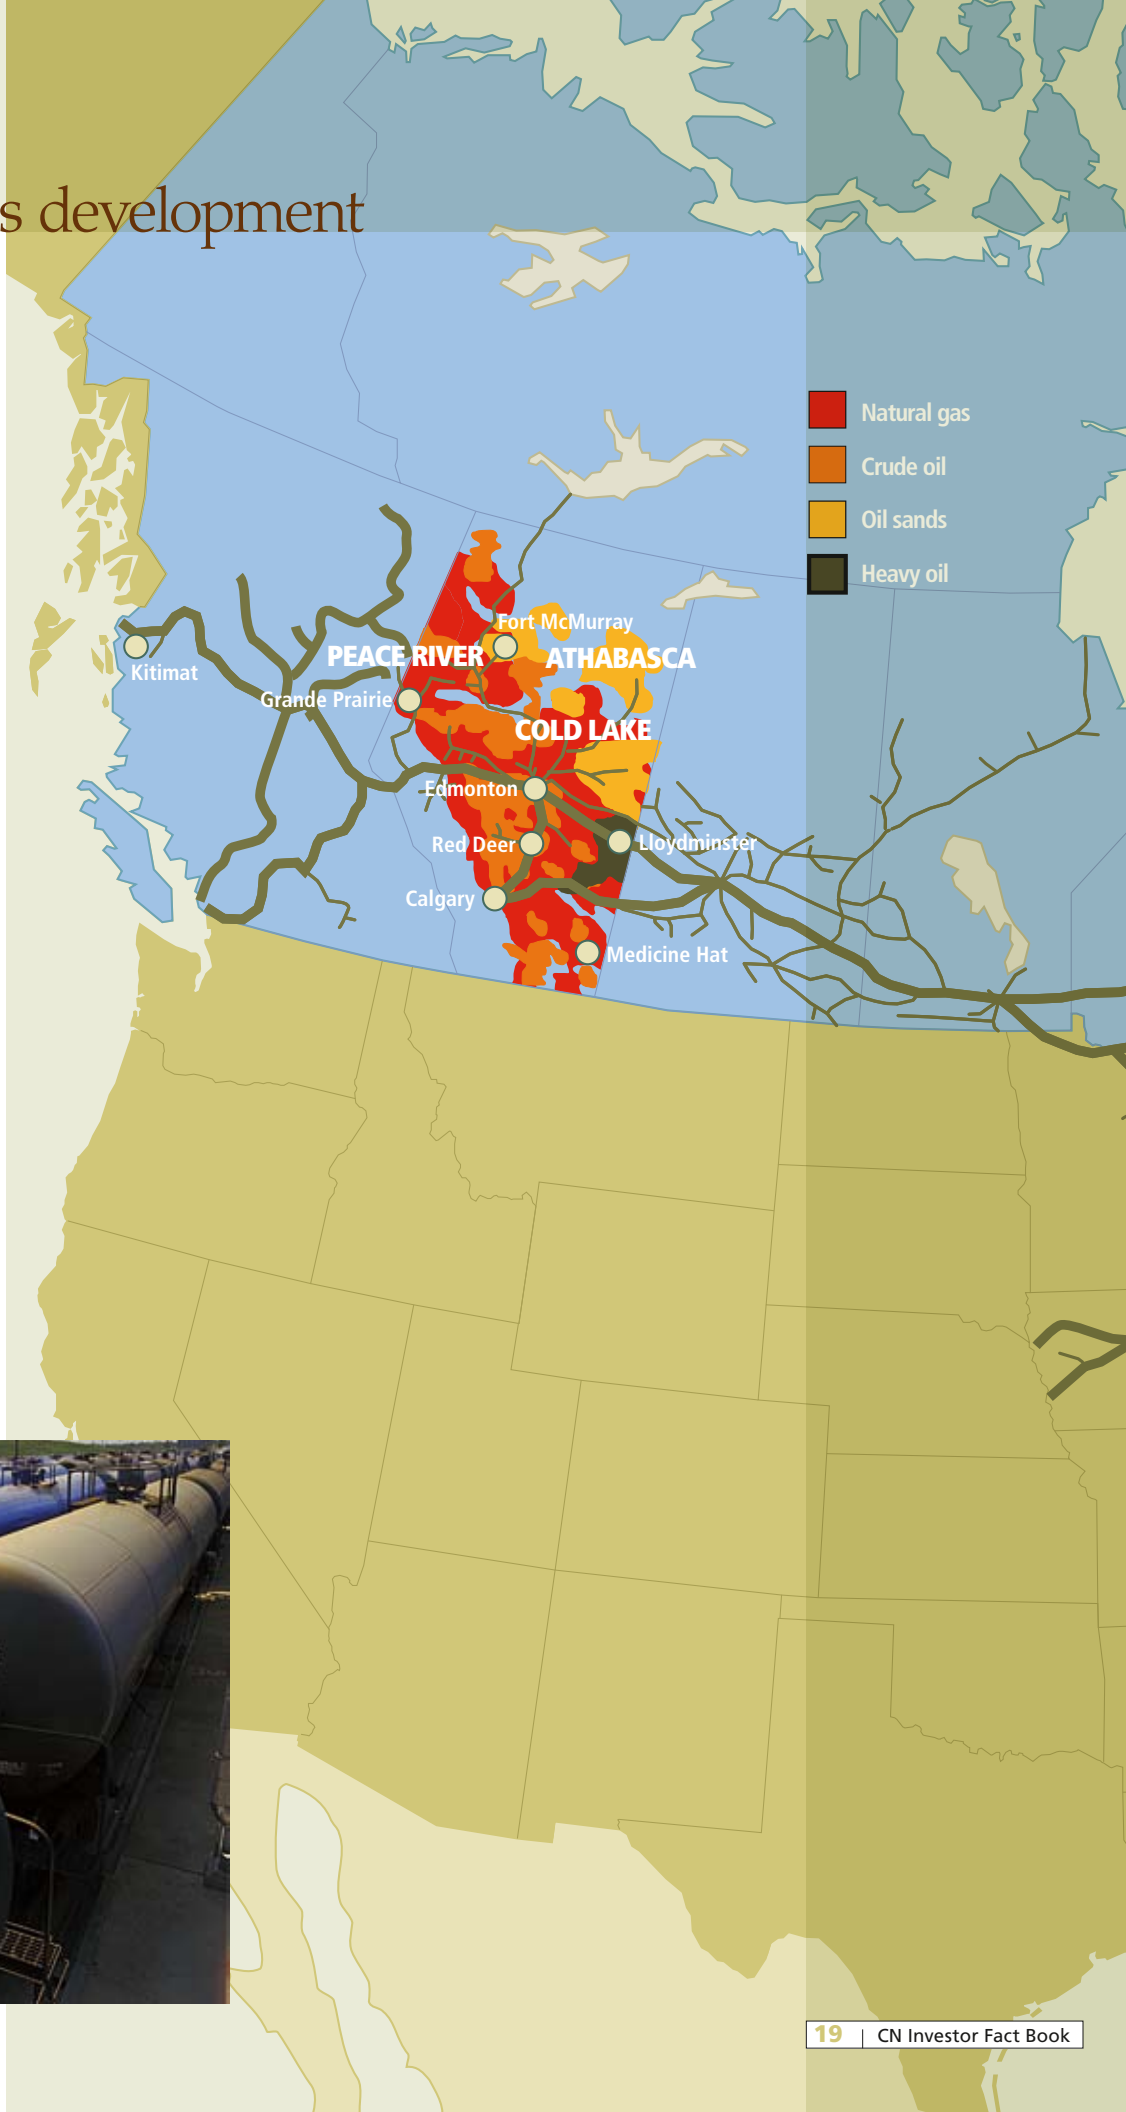 s development
Natural gas
Crude oil
Oil sands
Heavy oil
Fort McMurray
PEACE RIVER
ATHABASCA
Kitimat
Grande Prairie
COLD LAKE
Edmonton
Red Deer
Lloydminster
Calgary
Medicine Hat
19 | CN Investor Fact Book